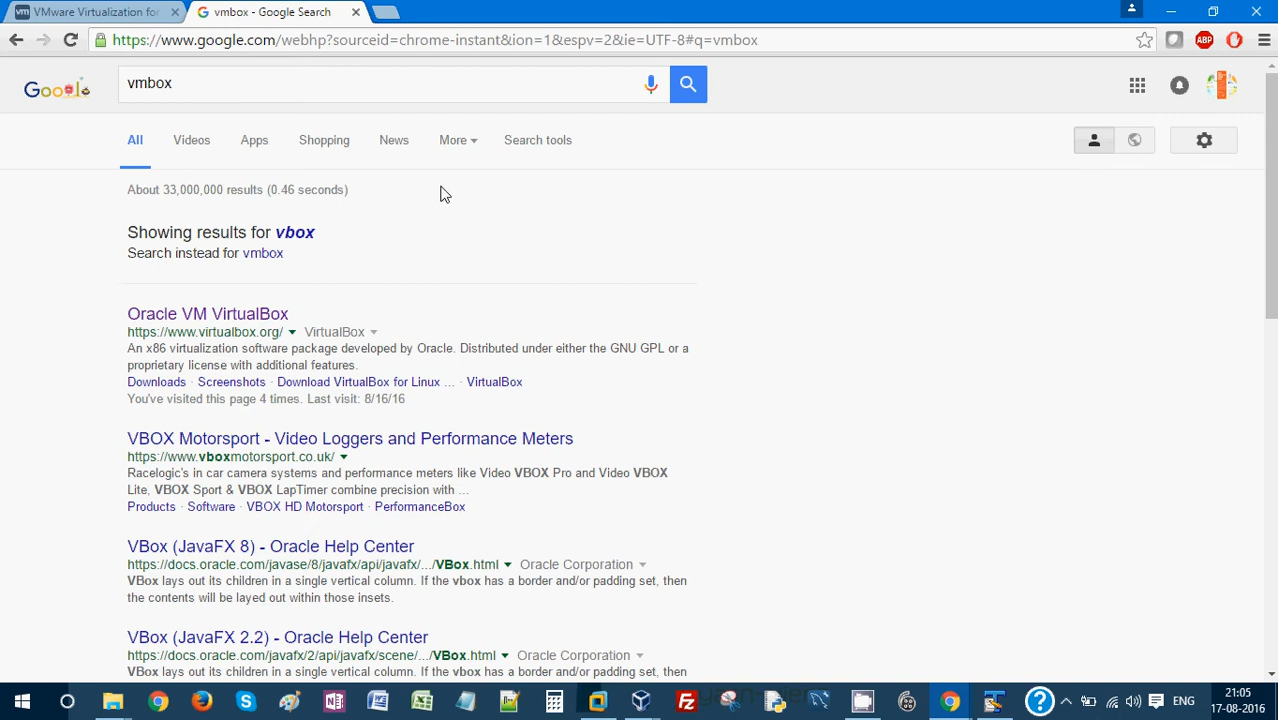 VMware Virtualization for
vmbox - Google Search
https://www.google.com/webhp?sourceid=chrome-instant&ion=1&espv=2&ie=UTF-8#q=vmbox
ABP
Google
vmbox
All Videos Apps Shopping News More Search tools
About 33,000,000 results (0.46 seconds)
Showing results for vbox
Search instead for vmbox
Oracle VM VirtualBox
https://www.virtualbox.org/ VirtualBox
An x86 virtualization software package developed by Oracle. Distributed under either the GNU GPL or a
proprietary license with additional features.
Downloads · Screenshots · Download VirtualBox for Linux ... · VirtualBox
You've visited this page 4 times. Last visit: 8/16/16
VBOX Motorsport - Video Loggers and Performance Meters
https://www.vboxmotorsport.co.uk/
Racelogic's in car camera systems and performance meters like Video VBOX Pro and Video VBOX
Lite, VBOX Sport & VBOX LapTimer combine precision with ...
Products · Software · VBOX HD Motorsport · PerformanceBox
VBox (JavaFX 8) - Oracle Help Center
https://docs.oracle.com/javase/8/javafx/api/javafx/.../VBox.html Oracle Corporation
VBox lays out its children in a single vertical column. If the vbox has a border and/or padding set, then
the contents will be layed out within those insets.
VBox (JavaFX 2.2) - Oracle Help Center
https://docs.oracle.com/javafx/2/api/javafx/scene/.../VBox.html Oracle Corporation
VBox lays out its children in a single vertical column. If the vbox has a border and/or padding set, then
ENG
21:05
17-08-2016